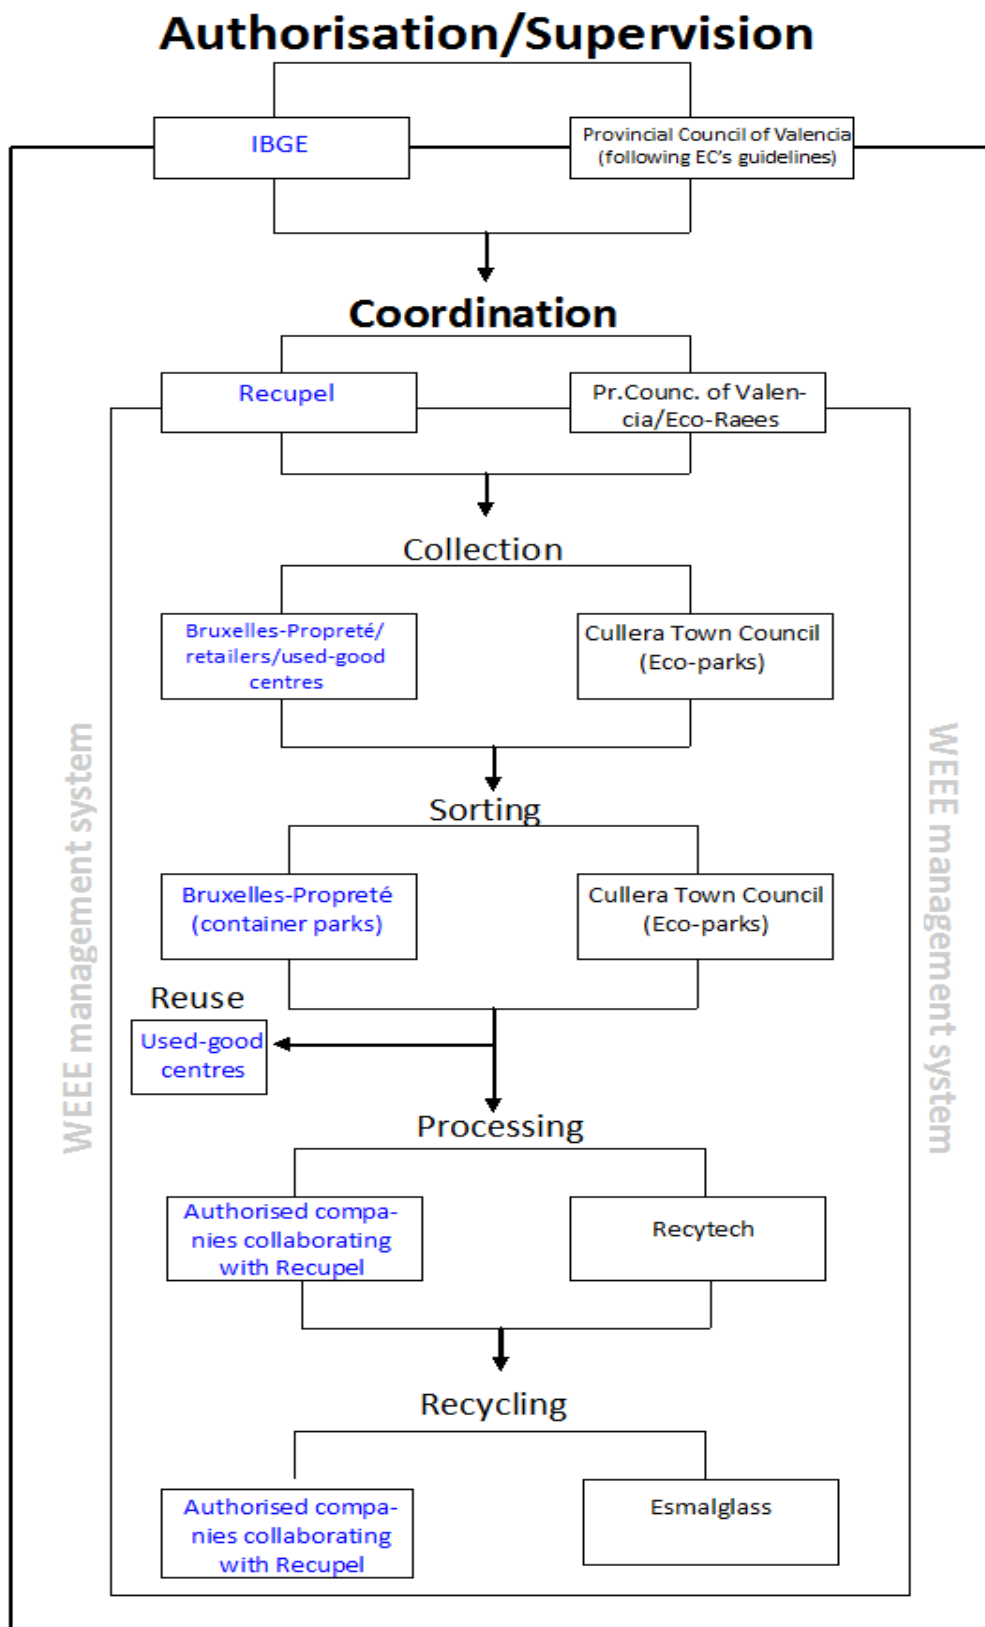 Authorisation/Supervision
IBGE
Provincial Council of Valencia
(following EC's guidelines)
Coordination
Recupel
Pr.Counc. of Valen-
cia/Eco-Raees
Collection
Bruxelles-Propreté/
retailers/used-good
centres
Cullera Town Council
(Eco-parks)
Sorting
Bruxelles-Propreté
(container parks)
Cullera Town Council
(Eco-parks)
Reuse
Used-good
centres
WEEE management system
WEEE management system
Processing
Authorised compa-
nies collaborating
with Recupel
Recytech
Recycling
Authorised compa-
nies collaborating
with Recupel
Esmalglass